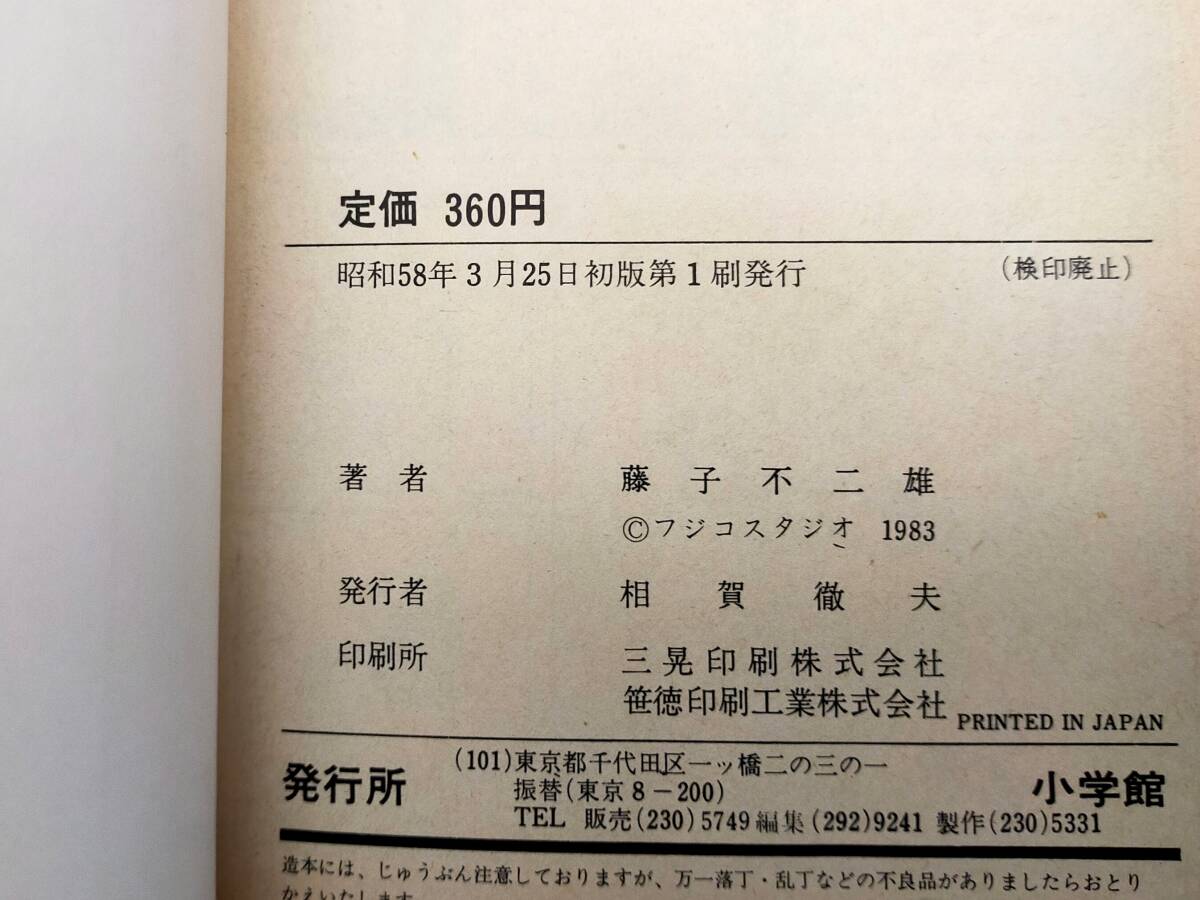 定価 360円
昭和58年3月25日初版第1刷発行 (検印廃止)
著者 藤子不二雄
©フジコスタジオ 1983
発行者 相賀徹夫
印刷所 三晃印刷株式会社
笹徳印刷工業株式会社 PRINTED IN JAPAN
発行所 (101)東京都千代田区一ッ橋二の三の一 小学館
振替(東京8-200)
TEL 販売(230)5749 編集(292)9241 製作(230)5331
造本には、じゅうぶん注意しておりますが、万一落丁・乱丁などの不良品がありましたらおとり
かえいたします。